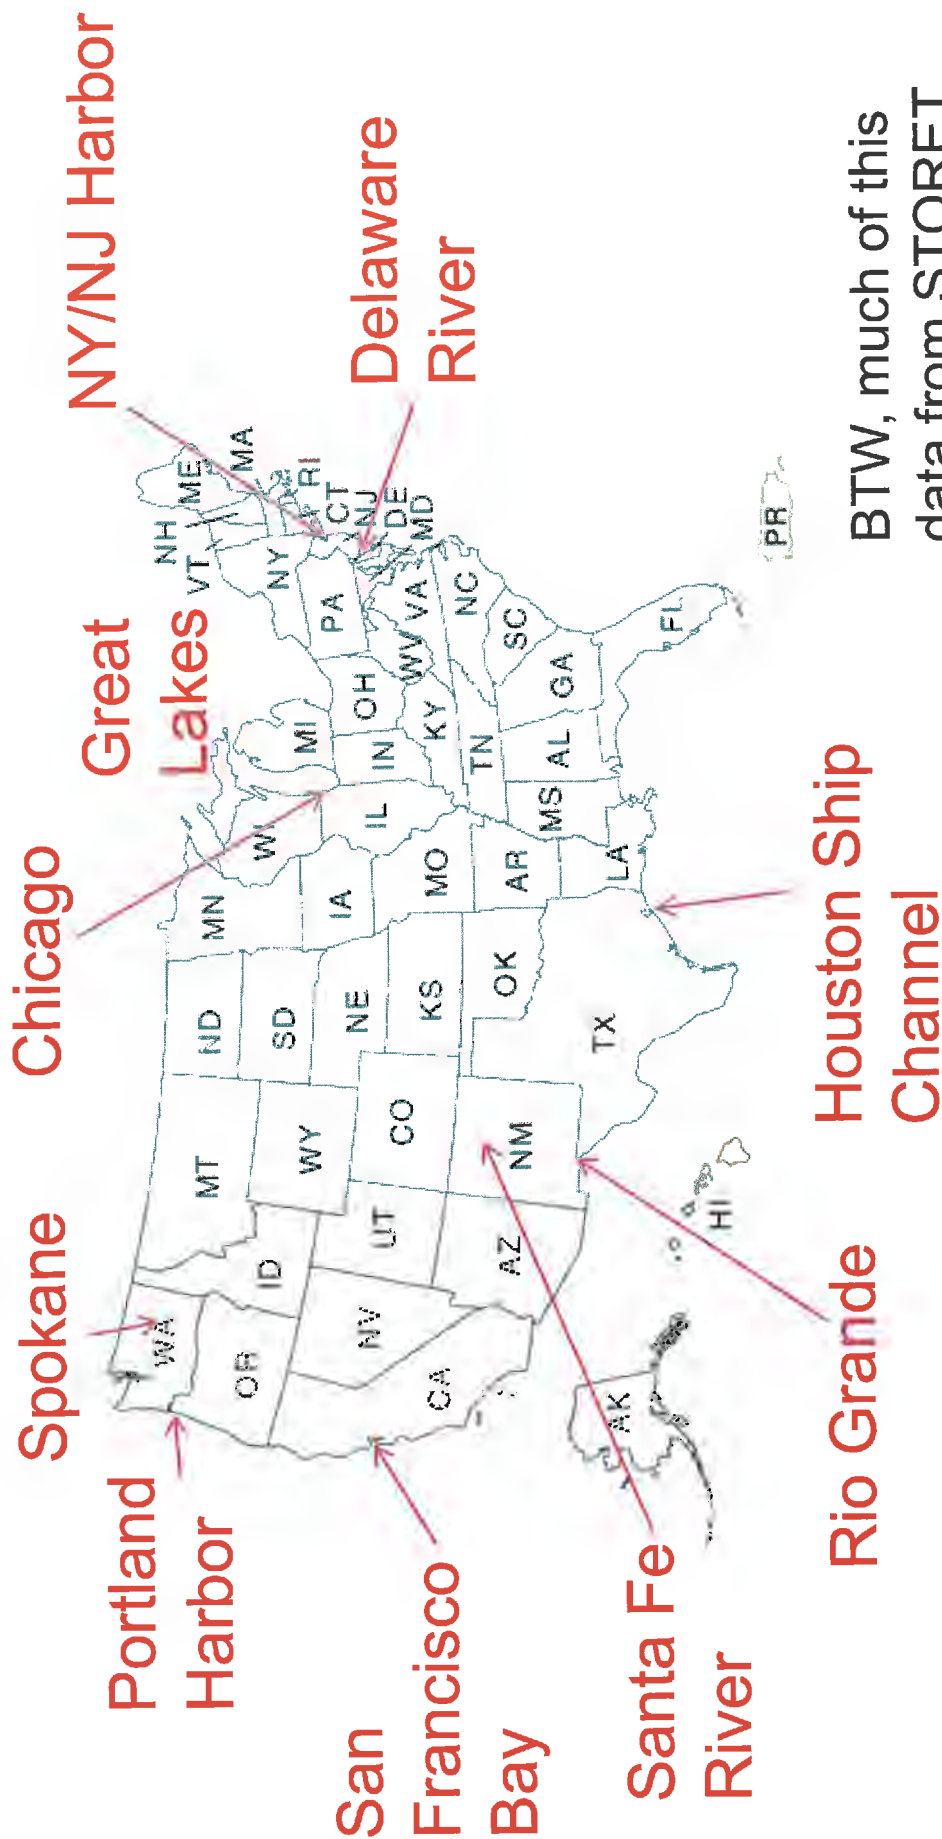 Spokane
Chicago
Great
Lakes
NY/NJ Harbor
Portland
Harbor
San
Francisco
Bay
Santa Fe
River
Rio Grande
Houston Ship
Channel
Delaware
River
WA
OR
CA
NV
ID
MT
WY
UT
AZ
CO
NM
ND
SD
NE
KS
OK
TX
MN
IA
MO
AR
LA
WI
IL
MS
MI
IN
KY
TN
AL
OH
WV
VA
NC
SC
GA
FL
PA
NY
VT
NH
ME
MA
RI
CT
NJ
DE
MD
AK
HI
PR
BTW, much of this
data from STORET